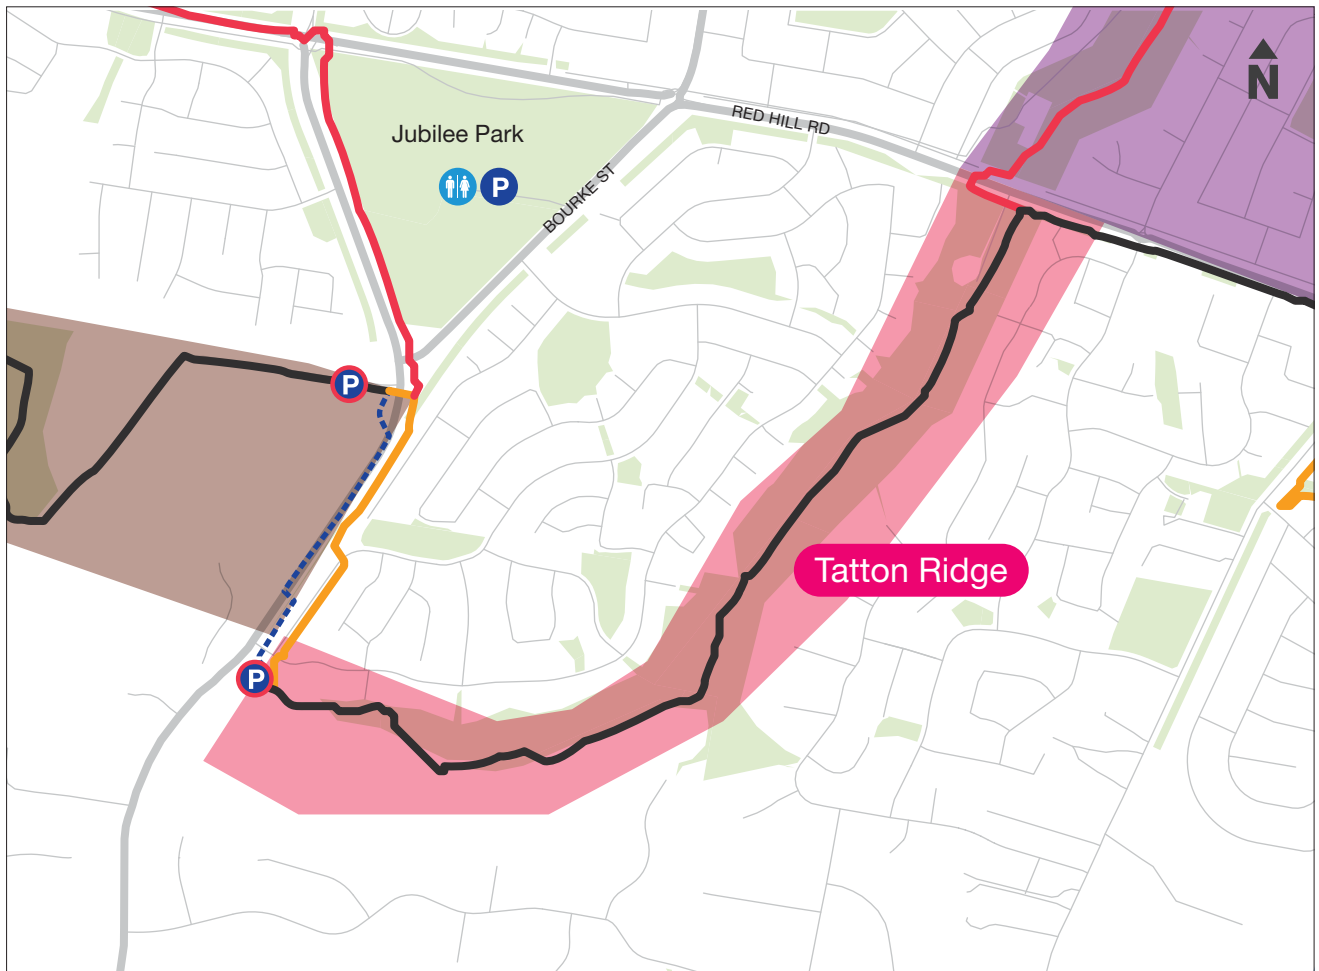 N
RED HILL RD
Jubilee Park
P
BOURKE ST
P
Tatton Ridge
P